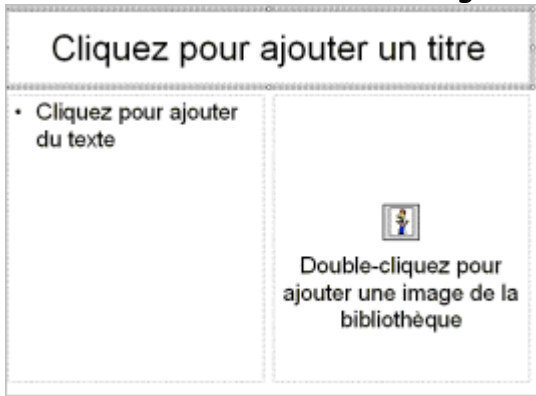 Cliquez pour ajouter un titre
• Cliquez pour ajouter
du texte
Double-cliquez pour
ajouter une image de la
bibliothèque